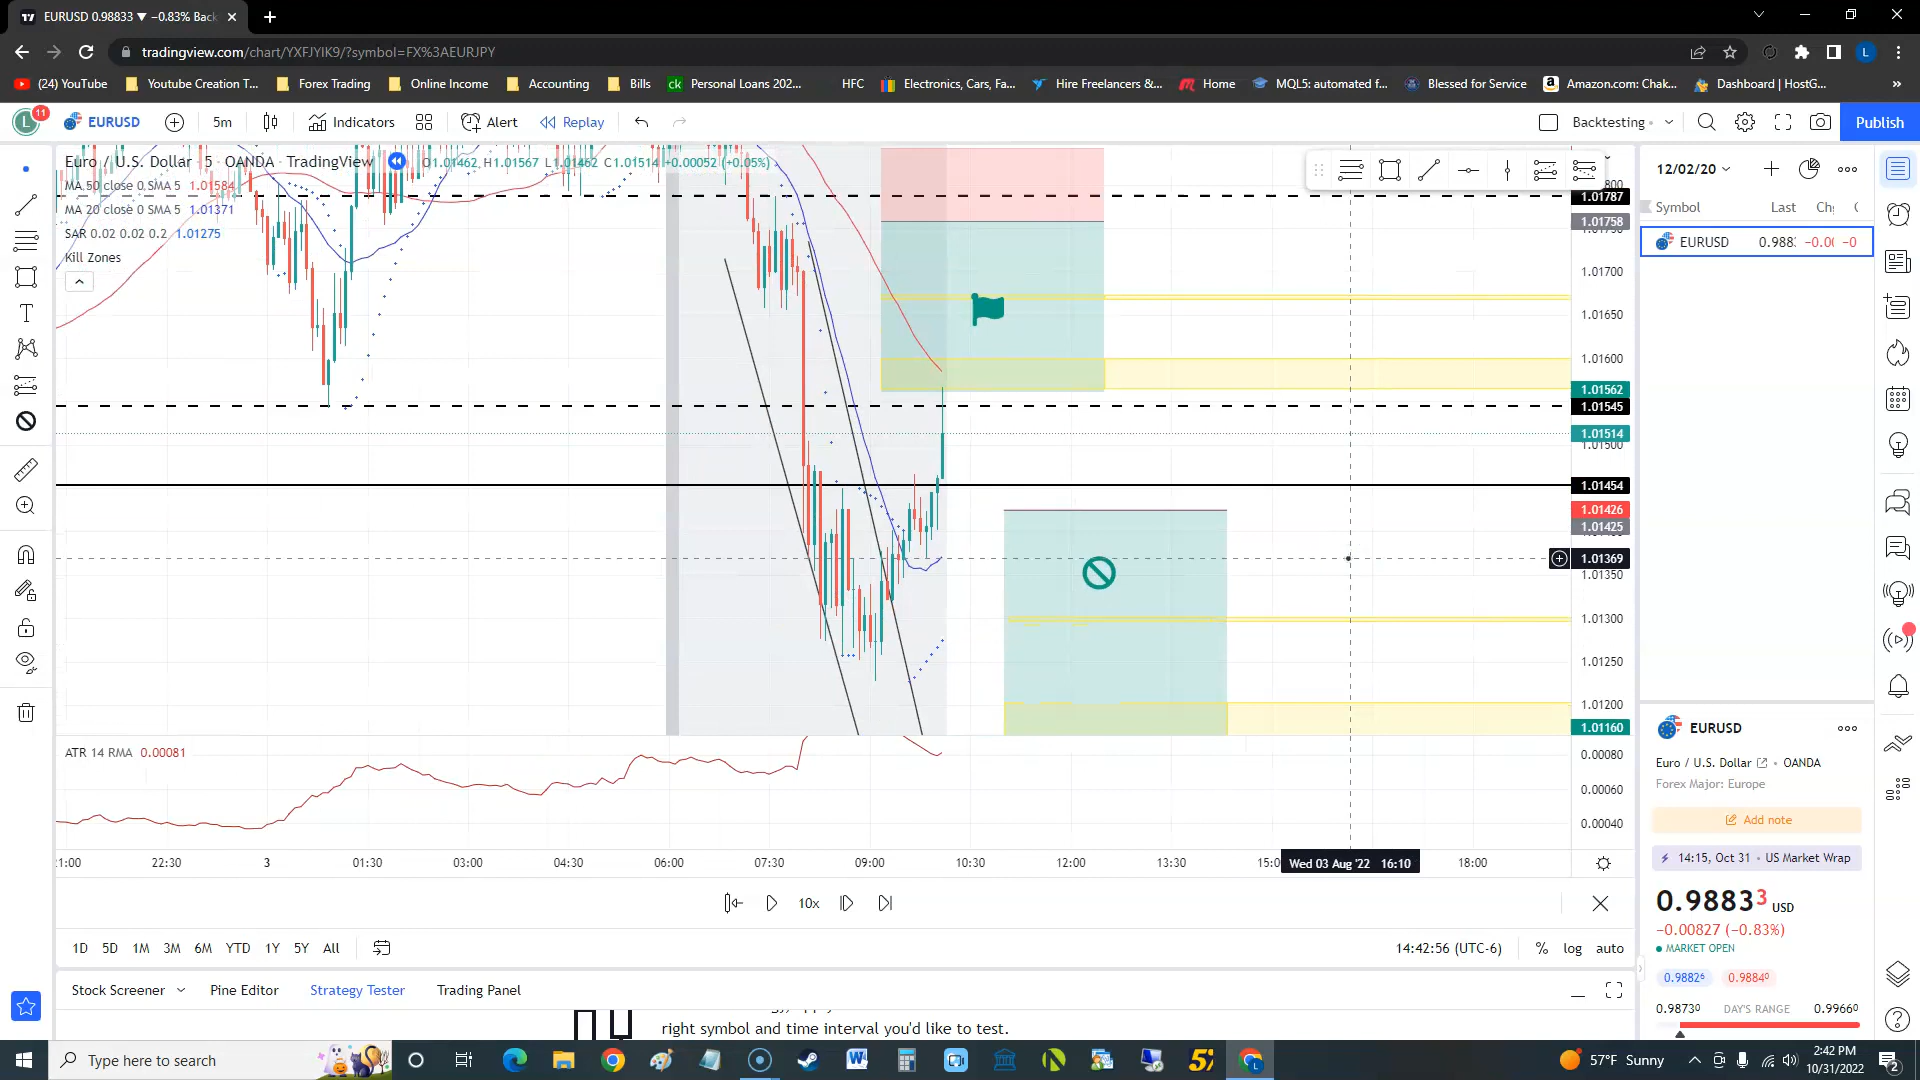 EURUSD 0.98833 ▼ −0.83% Back
tradingview.com/chart/YXFJYIK9/?symbol=FX%3AEURJPY
L
(24) YouTube
Youtube Creation T...
Forex Trading
Online Income
Accounting
Bills
ck Personal Loans 202...
HFC
Electronics, Cars, Fa...
Hire Freelancers &...
Home
MQL5: automated f...
Blessed for Service
Amazon.com: Chak...
Dashboard | HostG...
»
L 11
EURUSD
5m
Indicators
Alert
Replay
Backtesting
Publish
Euro / U.S. Dollar · 5 · OANDA · TradingView
O1.01462 H1.01567 L1.01462 C1.01514 +0.00052 (+0.05%)
MA 50 close 0 SMA 5 1.01584
MA 20 close 0 SMA 5 1.01371
SAR 0.02 0.02 0.2 1.01275
Kill Zones
1.01787
1.01758
1.01700
1.01650
1.01600
1.01562
1.01545
1.01514
1.01500
1.01454
1.01426
1.01425
1.01369
1.01350
1.01300
1.01250
1.01200
1.01160
ATR 14 RMA 0.00081
0.00080
0.00060
0.00040
22:30
3
01:30
03:00
04:30
06:00
07:30
09:00
10:30
12:00
13:30
Wed 03 Aug '22 16:10
18:00
10x
1D 5D 1M 3M 6M YTD 1Y 5Y All
14:42:56 (UTC-6)
% log auto
Stock Screener
Pine Editor
Strategy Tester
Trading Panel
right symbol and time interval you'd like to test.
12/02/20
Symbol Last
EURUSD
EURUSD
Euro / U.S. Dollar • OANDA
Forex Major: Europe
Add note
14:15, Oct 31 • US Market Wrap
0.98833 USD
−0.00827 (−0.83%)
MARKET OPEN
0.98826 0.98840
0.98730 DAY'S RANGE 0.99660
Type here to search
57°F Sunny
2:42 PM
10/31/2022
2